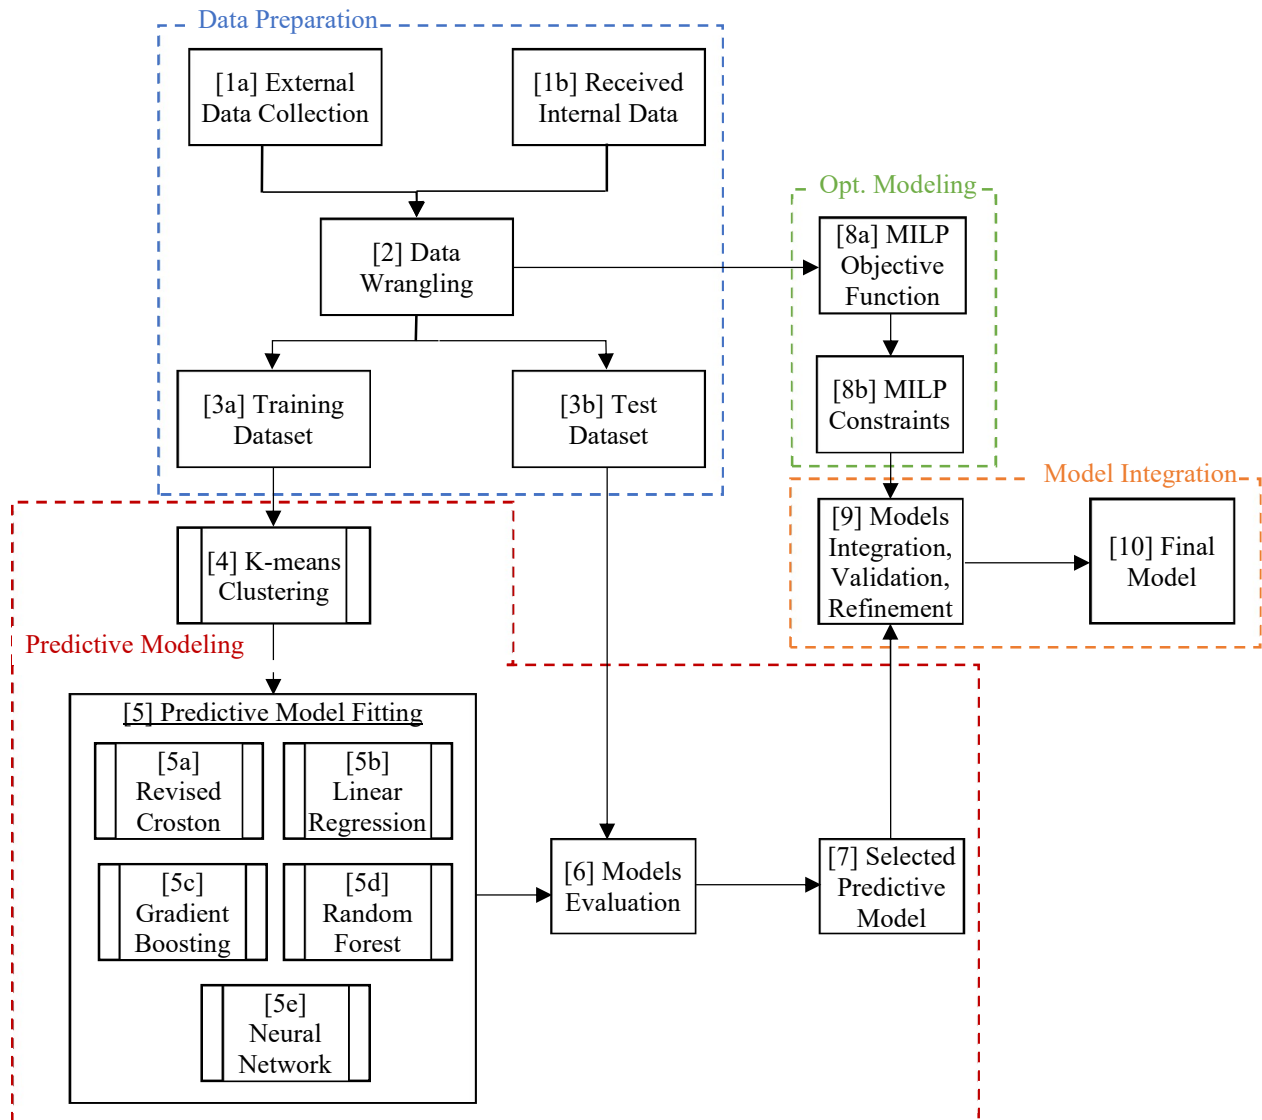 Data Preparation
[1a] External
Data Collection
[1b] Received
Internal Data
[2] Data
Wrangling
[3a] Training
Dataset
[3b] Test
Dataset
Opt. Modeling
[8a] MILP
Objective
Function
[8b] MILP
Constraints
Model Integration
[9] Models
Integration,
Validation,
Refinement
[10] Final
Model
[4] K-means
Clustering
Predictive Modeling
[5] Predictive Model Fitting
[5a]
Revised
Croston
[5b]
Linear
Regression
[5c]
Gradient
Boosting
[5d]
Random
Forest
[5e]
Neural
Network
[6] Models
Evaluation
[7] Selected
Predictive
Model